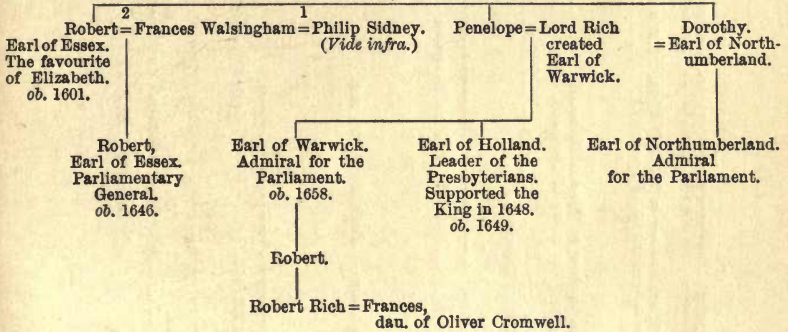 2 1
Robert=Frances Walsingham=Philip Sidney. Penelope=Lord Rich Dorothy.
Earl of Essex. (Vide infra.) created =Earl of North-
The favourite Earl of umberland.
of Elizabeth. Warwick.
ob. 1601.
Robert, Earl of Warwick. Earl of Holland. Earl of Northumberland.
Earl of Essex. Admiral for the Leader of the Admiral
Parliamentary Parliament. Presbyterians. for the Parliament.
General. ob. 1658. Supported the
ob. 1646. King in 1648.
ob. 1649.
Robert.
Robert Rich=Frances,
dau. of Oliver Cromwell.